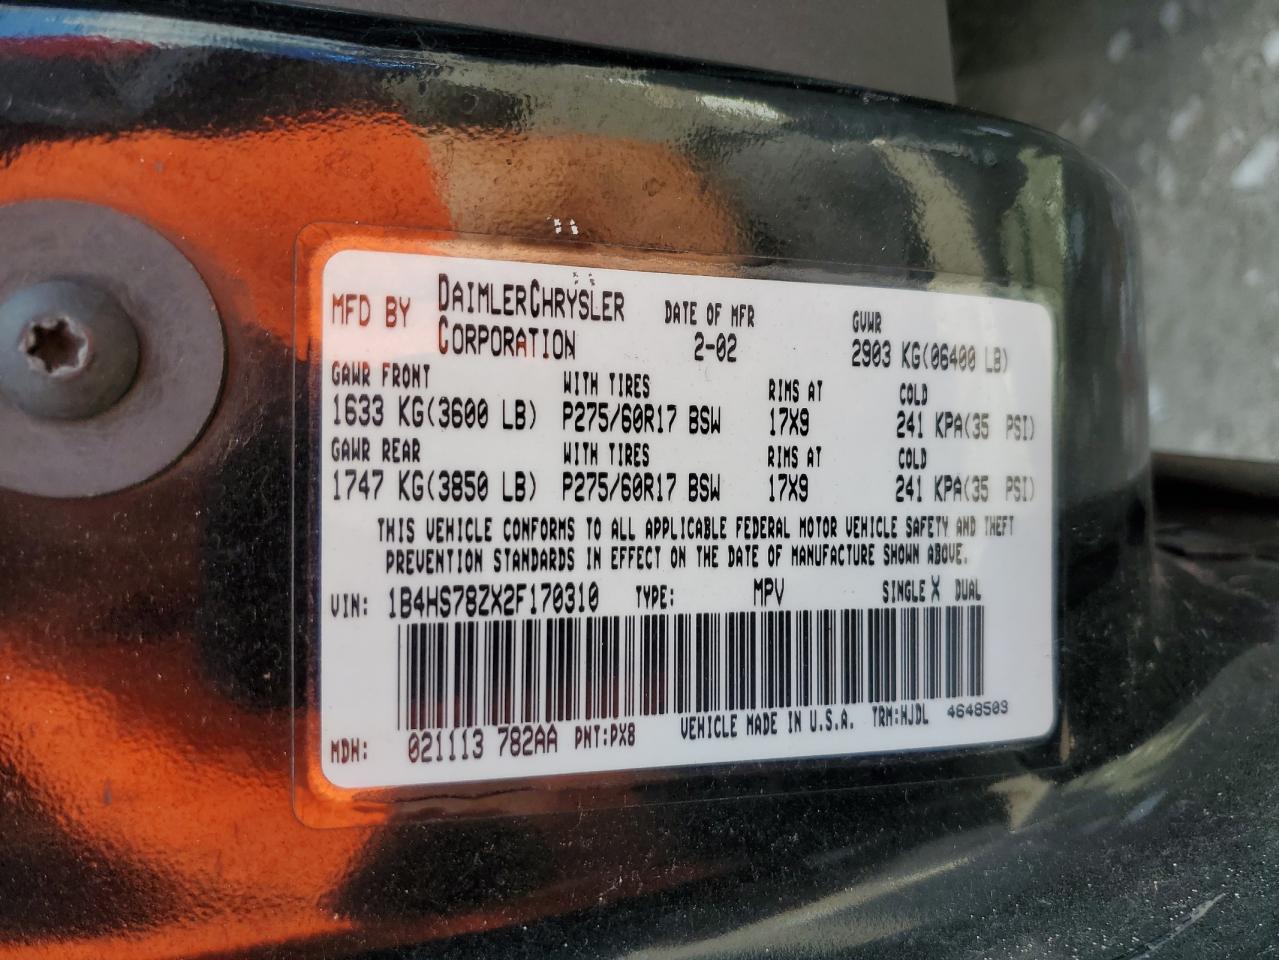 MFD BY DAIMLERCHRYSLER CORPORATION DATE OF MFR 2-02 GVWR 2903 KG(06400 LB)
GAWR FRONT WITH TIRES RIMS AT COLD
1633 KG(3600 LB) P275/60R17 BSW 17X9 241 KPA(35 PSI)
GAWR REAR WITH TIRES RIMS AT COLD
1747 KG(3850 LB) P275/60R17 BSW 17X9 241 KPA(35 PSI)
THIS VEHICLE CONFORMS TO ALL APPLICABLE FEDERAL MOTOR VEHICLE SAFETY AND THEFT
PREVENTION STANDARDS IN EFFECT ON THE DATE OF MANUFACTURE SHOWN ABOVE.
VIN: 1B4HS78ZX2F170310 TYPE: MPV SINGLE X DUAL
MDH: 021113 782AA PNT:PX8 VEHICLE MADE IN U.S.A. TRM:HJDL 4648509